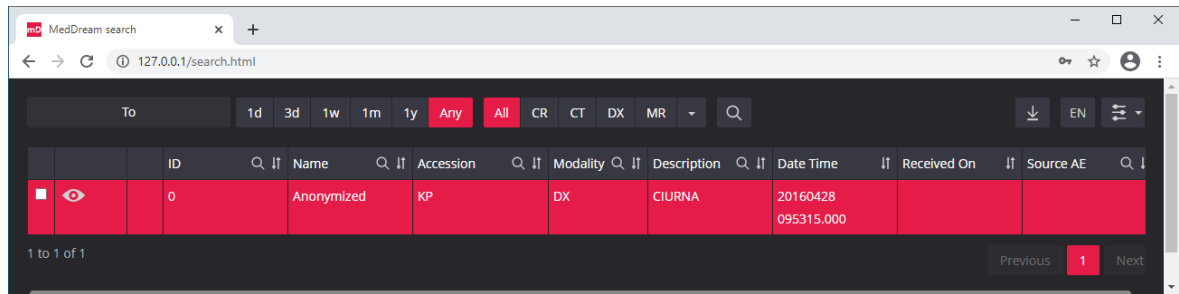 mD MedDream search
127.0.0.1/search.html
To 1d 3d 1w 1m 1y Any All CR CT DX MR EN
ID Name Accession Modality Description Date Time Received On Source AE
0 Anonymized KP DX CIURNA 20160428
095315.000
1 to 1 of 1
Previous 1 Next